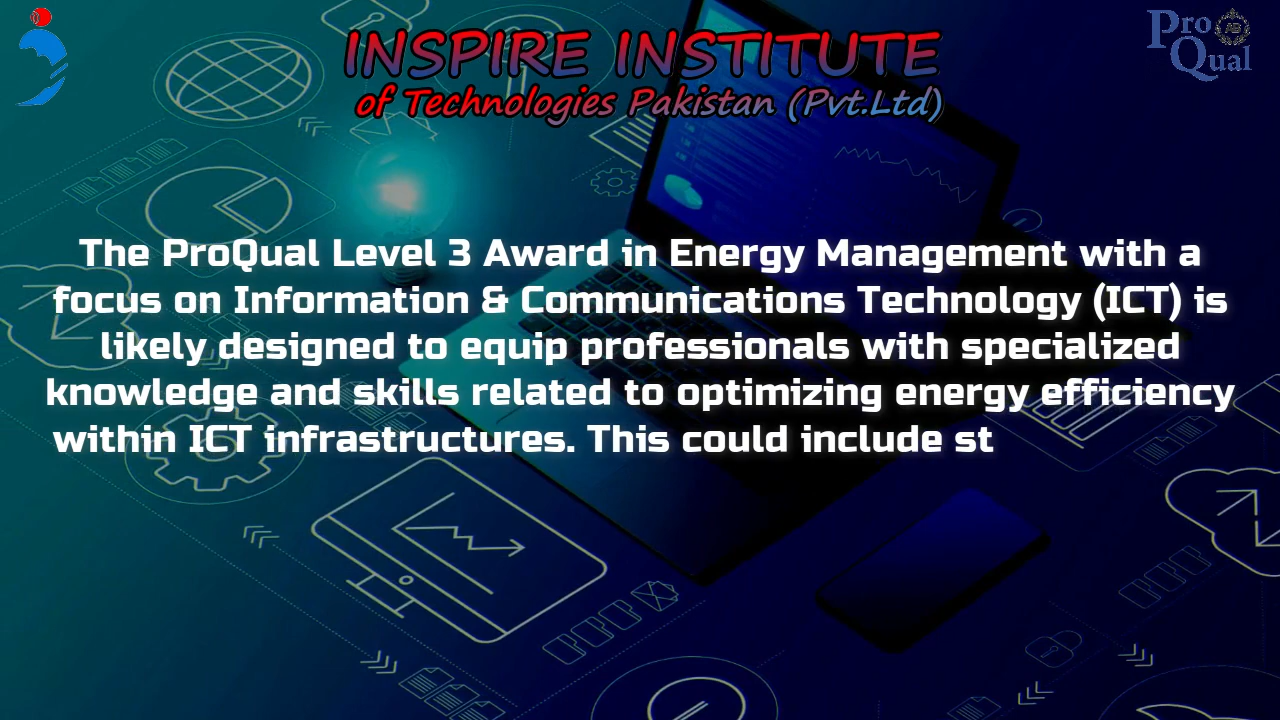 INSPIRE INSTITUTE
of Technologies Pakistan (Pvt.Ltd)
Pro
Qual
The ProQual Level 3 Award in Energy Management with a
focus on Information & Communications Technology (ICT) is
likely designed to equip professionals with specialized
knowledge and skills related to optimizing energy efficiency
within ICT infrastructures. This could include st